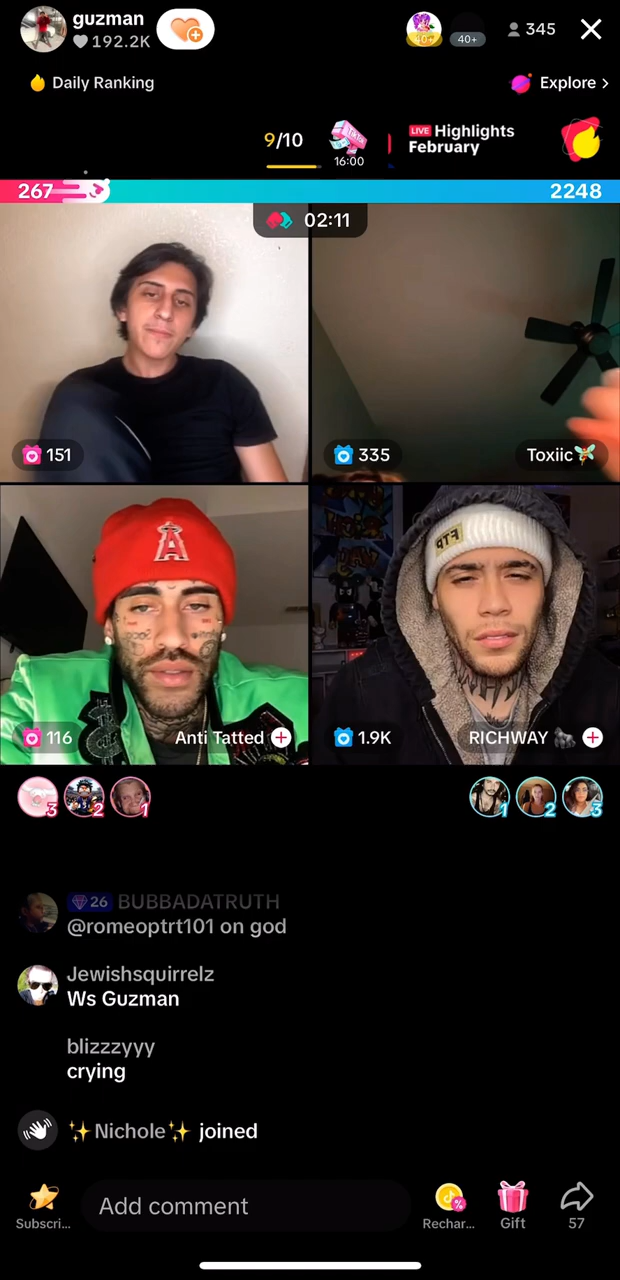 guzman
192.2K
40+
40+
345
Daily Ranking
Explore >
9/10
16:00
LIVE Highlights
February
267
2248
02:11
151
335
Toxiic
A
FTP
116
Anti Tatted
1.9K
RICHWAY
3
2
1
1
2
3
26 BUBBADATRUTH
@romeoptrt101 on god
Jewishsquirrelz
Ws Guzman
blizzzyyy
crying
Nichole joined
Subscri...
Add comment
Rechar...
Gift
57